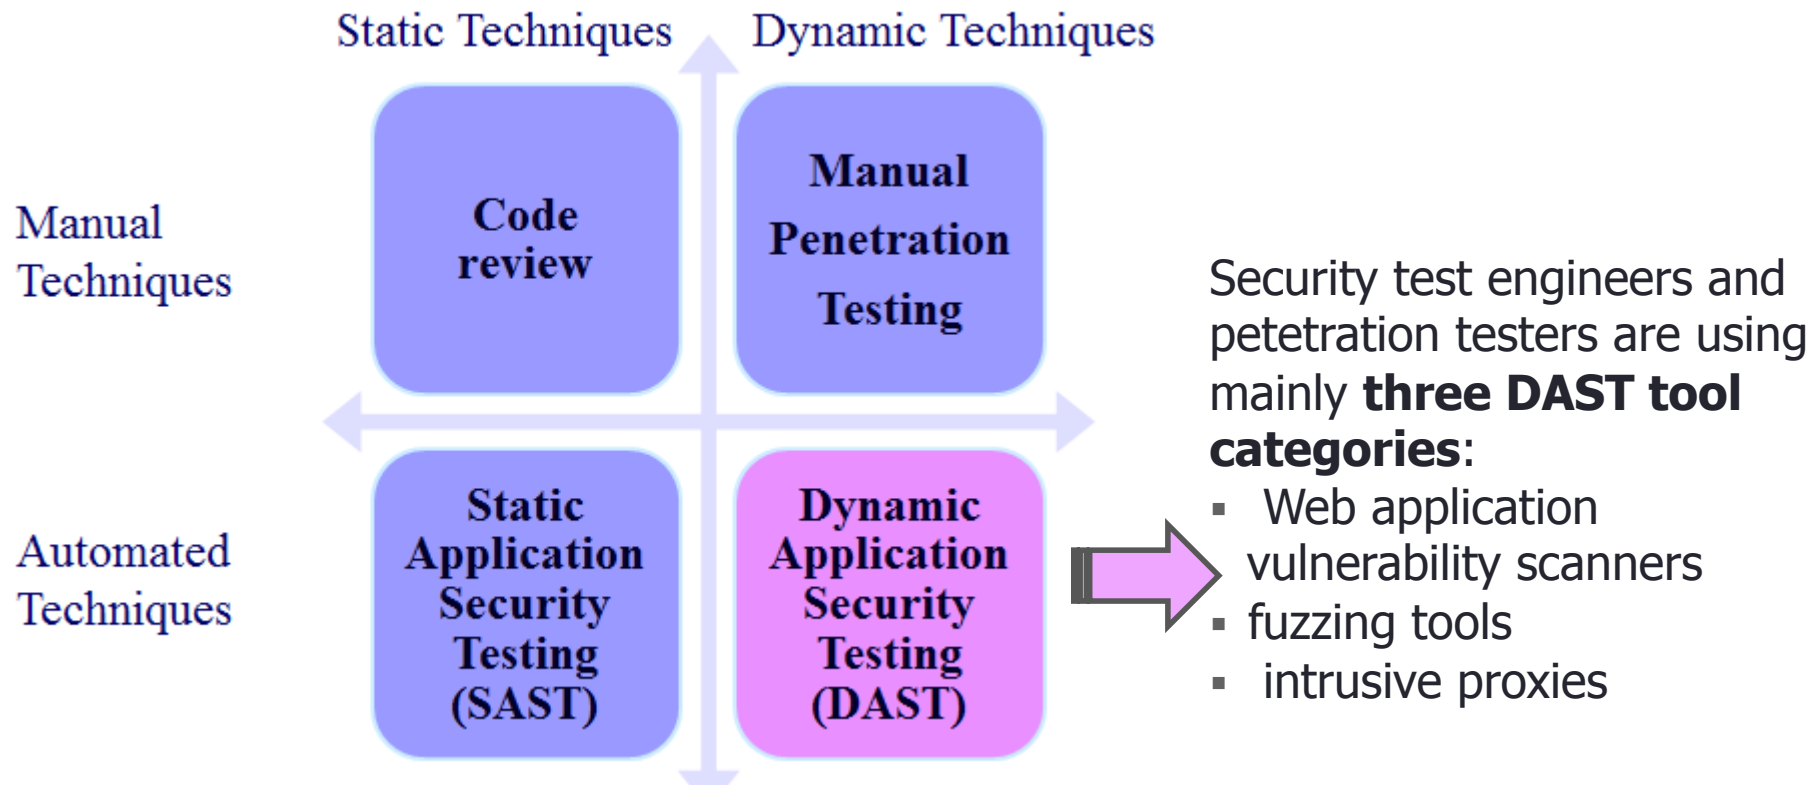 Static Techniques
Dynamic Techniques
Manual
Techniques
Code
review
Manual
Penetration
Testing
Automated
Techniques
Static
Application
Security
Testing
(SAST)
Dynamic
Application
Security
Testing
(DAST)
Security test engineers and
petetration testers are using
mainly three DAST tool
categories:
▪ Web application
vulnerability scanners
▪ fuzzing tools
▪ intrusive proxies